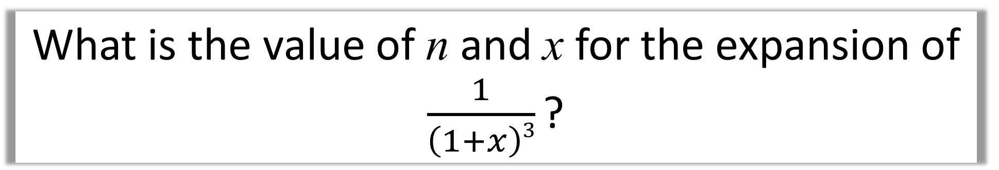 What is the value of n and x for the expansion of
1
(1+x)³ ?